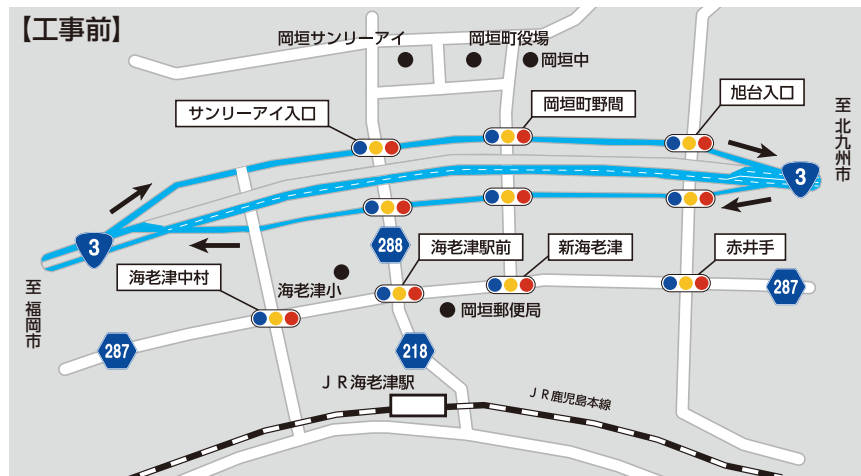 【工事前】
岡垣サンリーアイ
岡垣町役場
岡垣中
サンリーアイ入口
岡垣町野間
旭台入口
至 北九州市
3
3
288
海老津駅前
新海老津
赤井手
海老津中村
海老津小
至 福岡市
岡垣郵便局
287
287
218
JR海老津駅
JR鹿児島本線